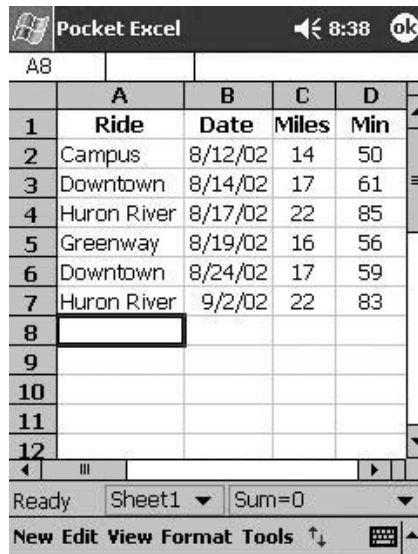 Pocket Excel 8:38 ok
A8
A B C D
1 Ride Date Miles Min
2 Campus 8/12/02 14 50
3 Downtown 8/14/02 17 61
4 Huron River 8/17/02 22 85
5 Greenway 8/19/02 16 56
6 Downtown 8/24/02 17 59
7 Huron River 9/2/02 22 83
8
9
10
11
12
Ready Sheet1 Sum=0
New Edit View Format Tools